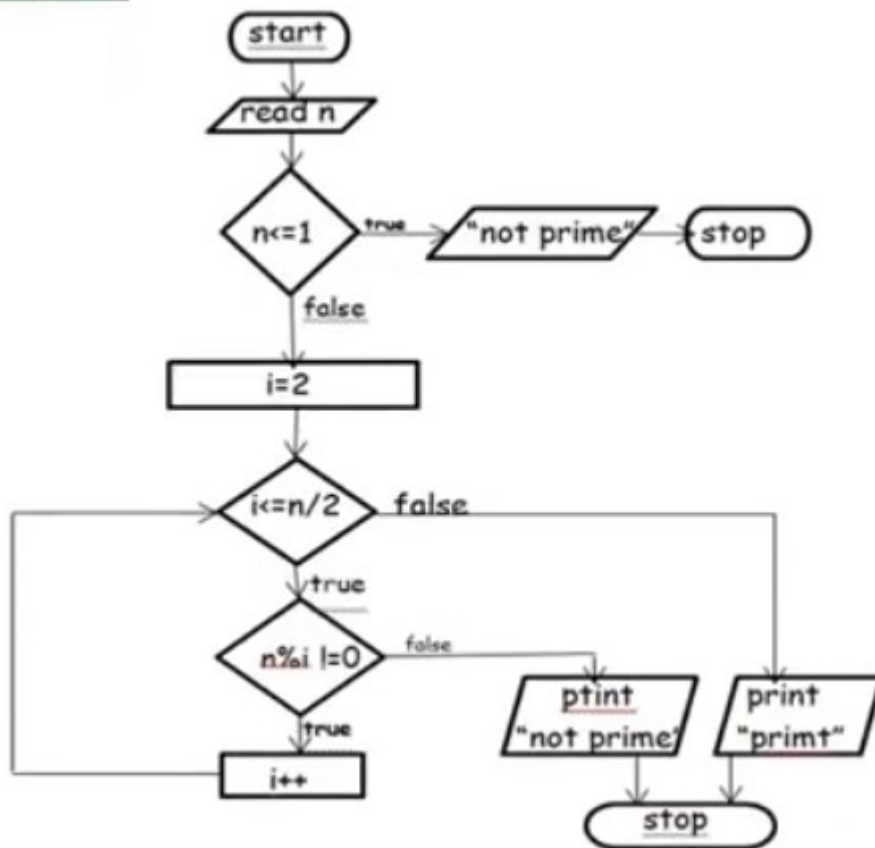 start
read n
n<=1
true
"not prime"
stop
false
i=2
i<=n/2
false
true
n%i !=0
false
true
i++
ptint
"not prime"
print
"primt"
stop